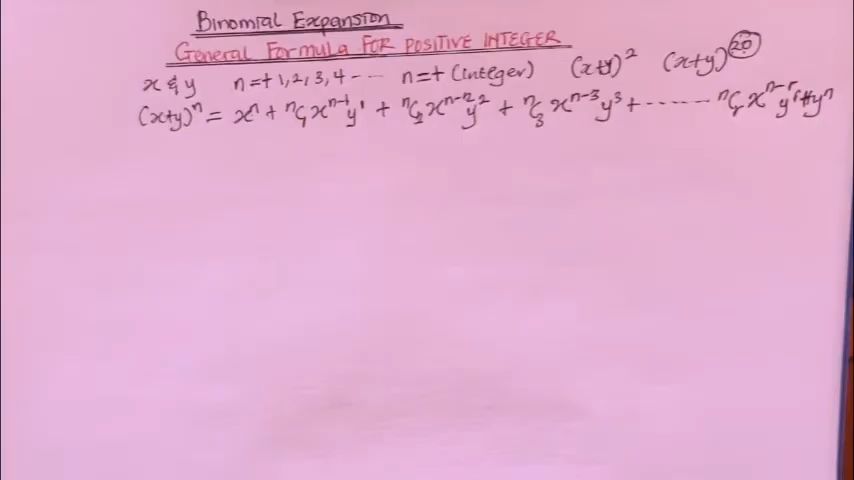 Binomial Expansion
General Formula FOR POSITIVE INTEGER
x & y n=+1,2,3,4 --- n=+(integer) (x+y)² (x+y)²⁰
(x+y)ⁿ = xⁿ + ⁿC₁xⁿ⁻¹y¹ + ⁿC₂xⁿ⁻²y² + ⁿC₃xⁿ⁻³y³ + ------- ⁿCᵣxⁿ⁻ʳyʳ + yⁿ